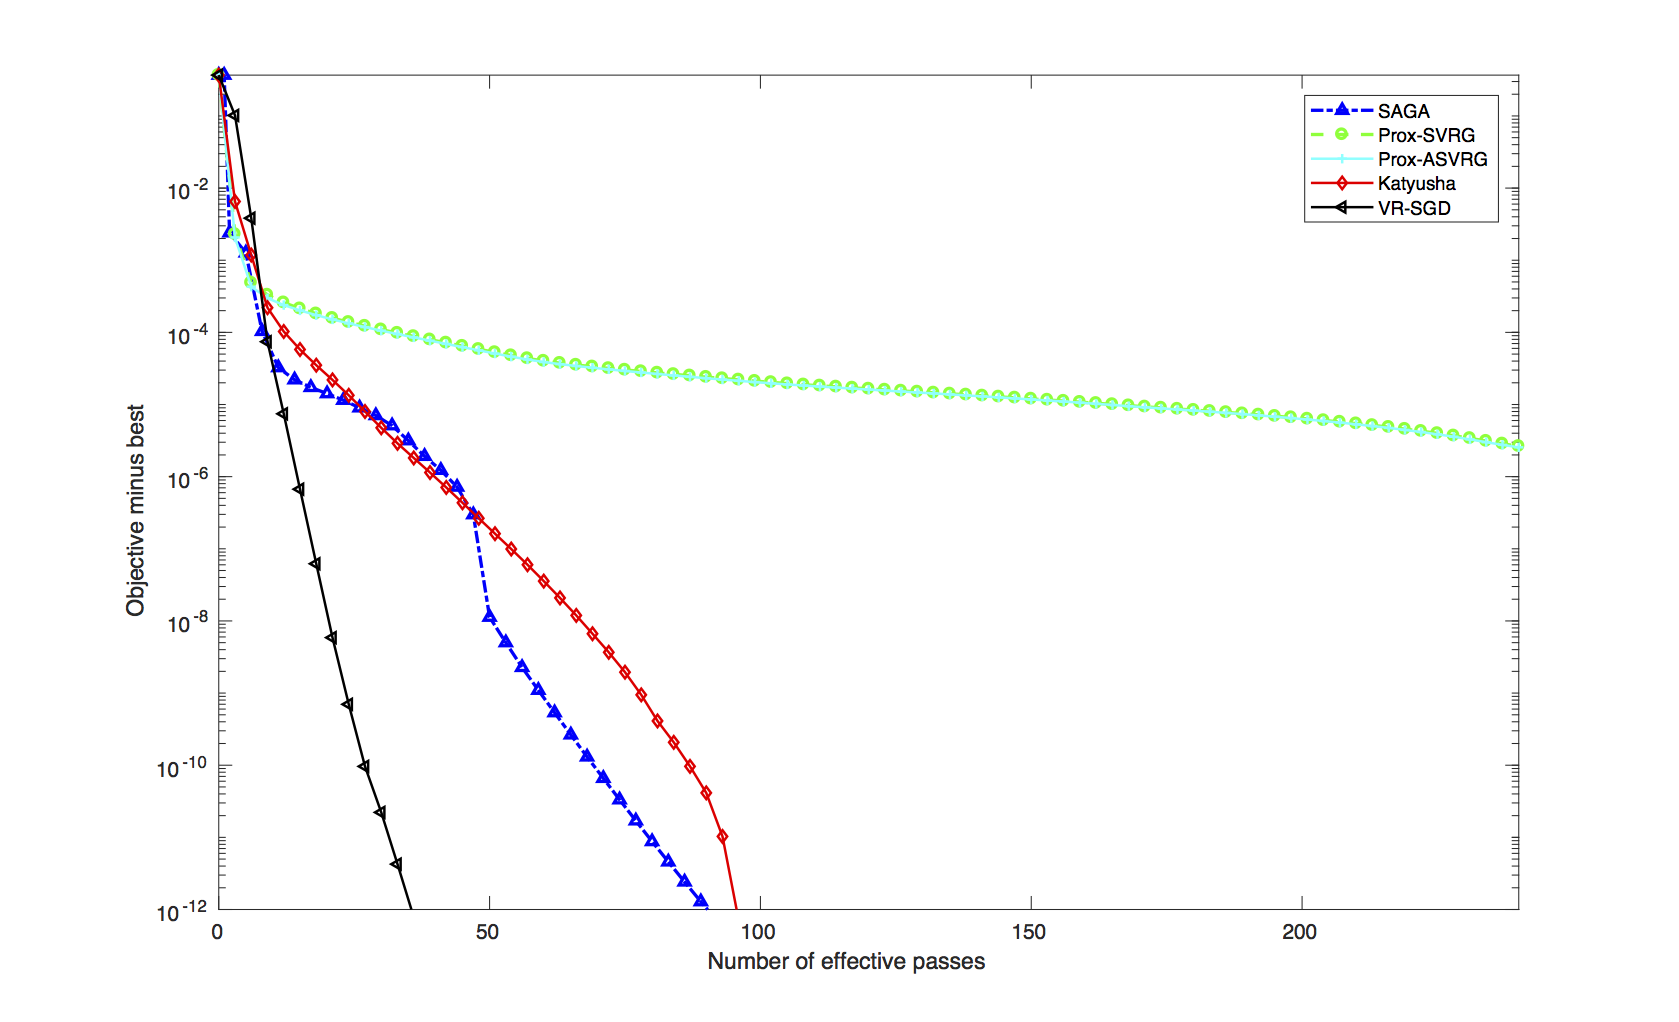 SAGA
Prox-SVRG
Prox-ASVRG
Katyusha
VR-SGD
10-2
10-4
10-6
10-8
10-10
10-12
Objective minus best
0 50 100 150 200
Number of effective passes